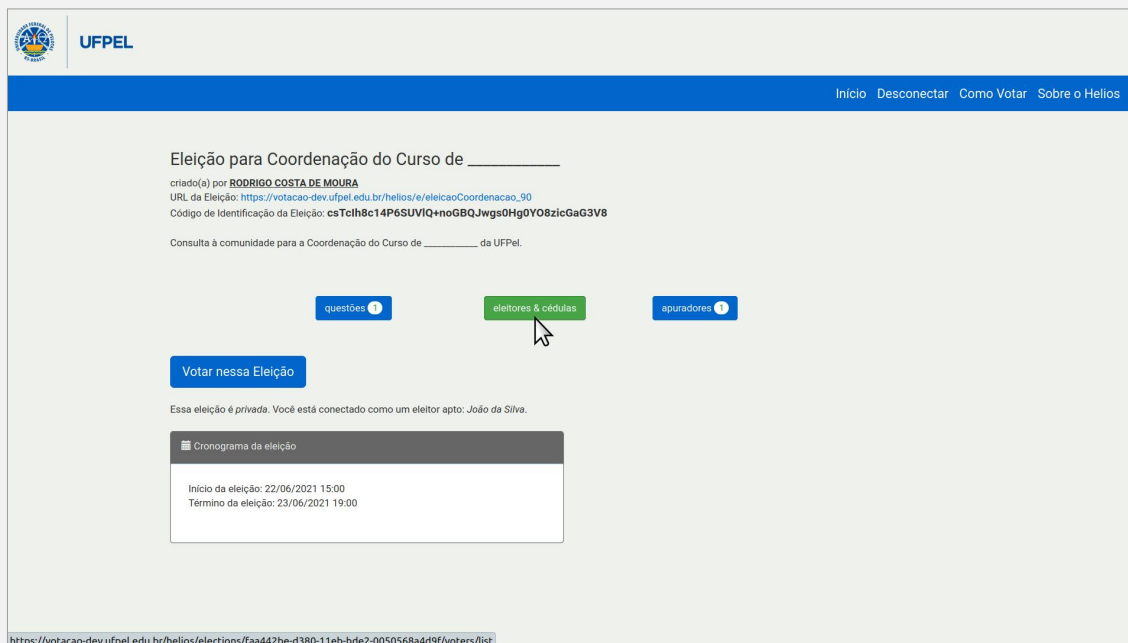 UFPEL
Início Desconectar Como Votar Sobre o Helios
Eleição para Coordenação do Curso de ____________
criado(a) por RODRIGO COSTA DE MOURA
URL da Eleição: https://votacao-dev.ufpel.edu.br/helios/e/eleicaoCoordenacao_90
Código de Identificação da Eleição: csTcIh8c14P6SUVlQ+noGBQJwgs0Hg0YO8zicGaG3V8
Consulta à comunidade para a Coordenação do Curso de ____________ da UFPel.
questões 1 eleitores & cédulas apuradores 1
Votar nessa Eleição
Essa eleição é privada. Você está conectado como um eleitor apto: João da Silva.
Cronograma da eleição
Início da eleição: 22/06/2021 15:00
Término da eleição: 23/06/2021 19:00
https://votacao-dev.ufpel.edu.br/helios/elections/faa442be-d380-11eb-bde2-0050568a4d9f/voters/list